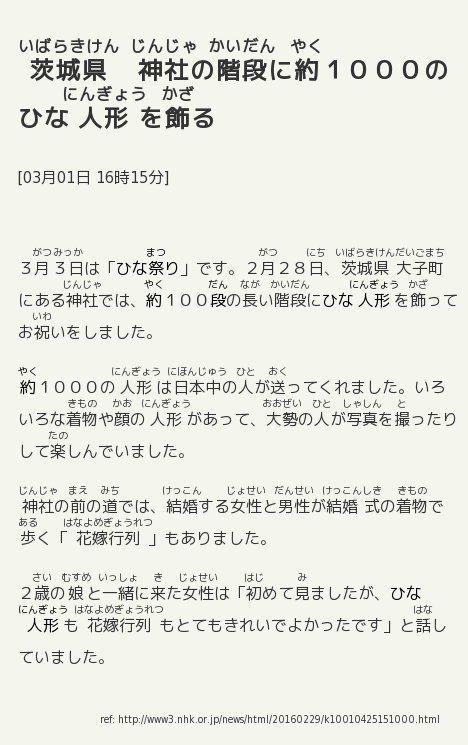 いばらきけん じんじゃ かいだん やく
茨城県 神社の階段に約１０００の
にんぎょう かざ
ひな人形を飾る
[03月01日 16時15分]
がつ みっか まつ がつ にち いばらきけん だいごまち
３月３日は「ひな祭り」です。２月２８日、茨城県大子町
じんじゃ やく だん なが かいだん にんぎょう かざ
にある神社では、約１００段の長い階段にひな人形を飾って
いわ
お祝いをしました。
やく にんぎょう にほんじゅう ひと おく
約１０００の人形は日本中の人が送ってくれました。いろ
きもの かお にんぎょう おおぜい ひと しゃしん と
いろな着物や顔の人形があって、大勢の人が写真を撮ったり
たの
して楽しんでいました。
じんじゃ まえ みち けっこん じょせい だんせい けっこんしき きもの
神社の前の道では、結婚する女性と男性が結婚式の着物で
ある はなよめぎょうれつ
歩く「花嫁行列」もありました。
さい むすめ いっしょ き じょせい はじ み
２歳の娘と一緒に来た女性は「初めて見ましたが、ひな
にんぎょう はなよめぎょうれつ はな
人形も花嫁行列もとてもきれいでよかったです」と話し
ていました。
ref: http://www3.nhk.or.jp/news/html/20160229/k10010425151000.html